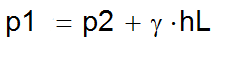 p1 = p2 + γ ·hL